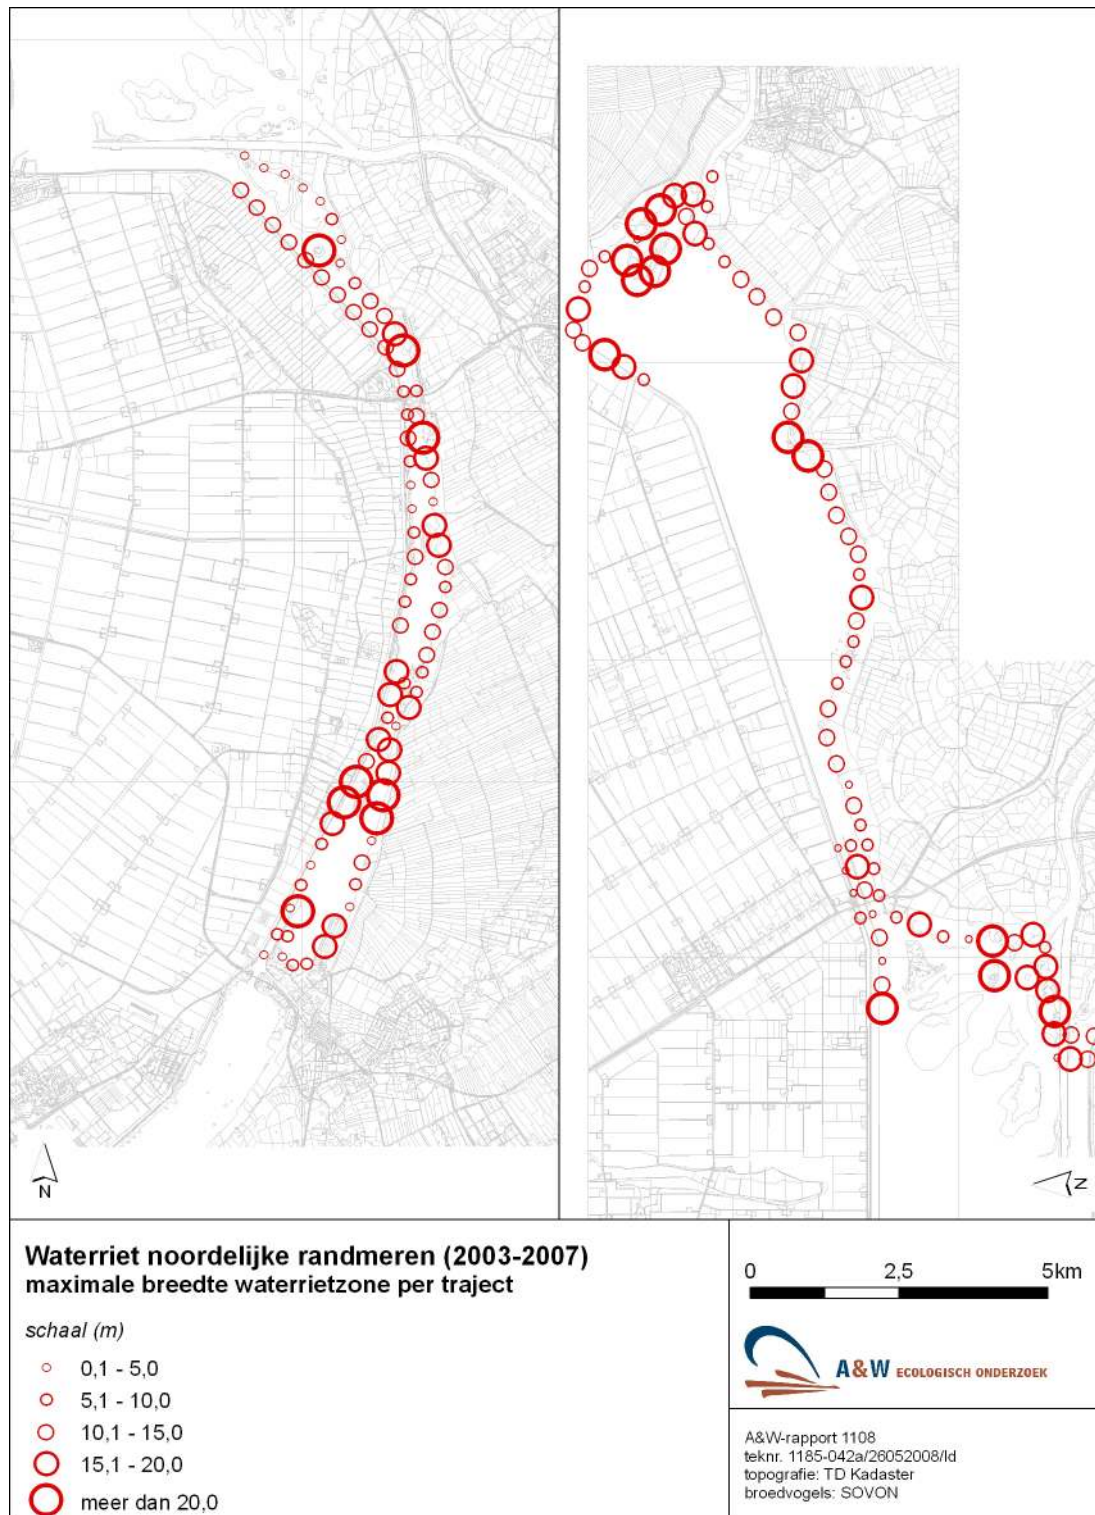 N
N
Waterriet noordelijke randmeren (2003-2007)
maximale breedte waterrietzone per traject
schaal (m)
0,1 - 5,0
5,1 - 10,0
10,1 - 15,0
15,1 - 20,0
meer dan 20,0
0 2,5 5km
A&W ECOLOGISCH ONDERZOEK
A&W-rapport 1108
teknr. 1185-042a/26052008/ld
topografie: TD Kadaster
broedvogels: SOVON